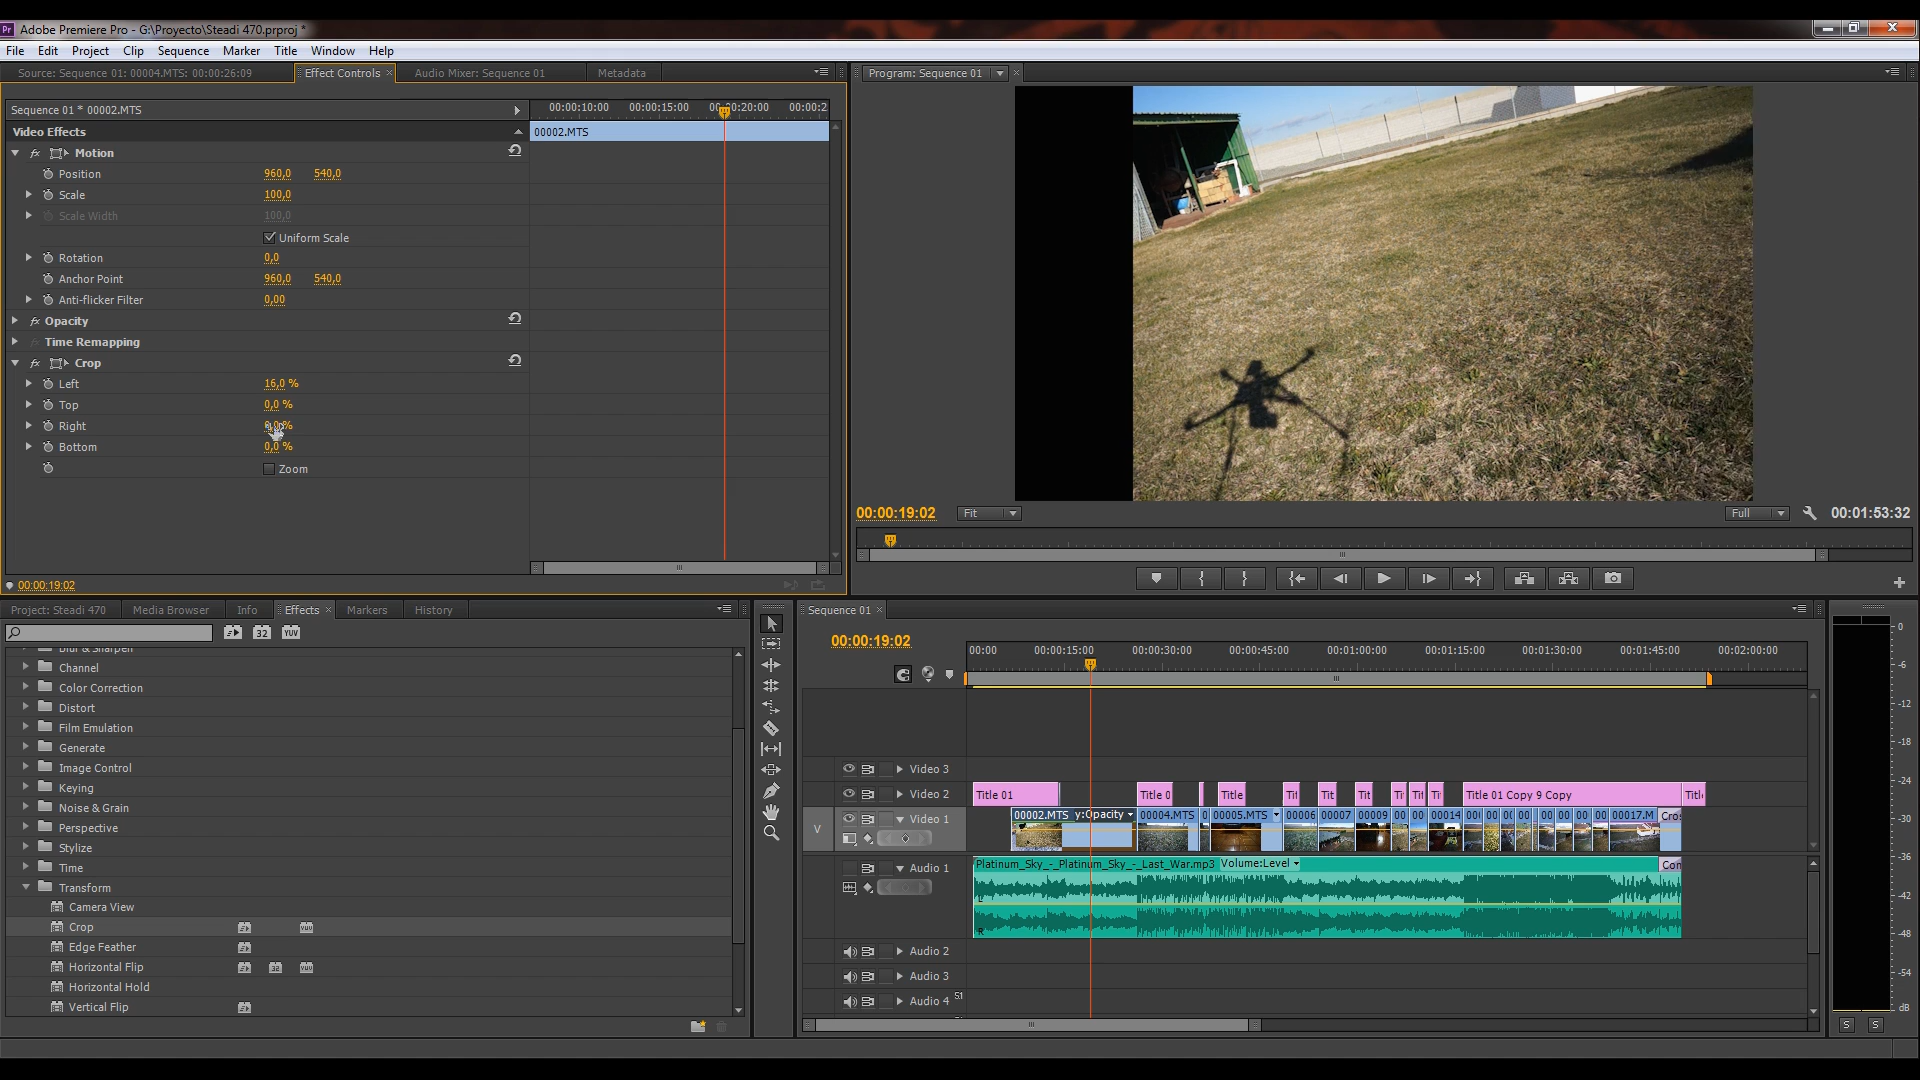 Adobe Premiere Pro - G:\Proyecto\Steadi 470.prproj *
File Edit Project Clip Sequence Marker Title Window Help
Source: Sequence 01: 00004.MTS: 00:00:26:09 Effect Controls Audio Mixer: Sequence 01 Metadata
Sequence 01 * 00002.MTS
00:00:10:00 00:00:15:00 00:00:20:00 00:00:2
Video Effects
00002.MTS
Motion
Position 960,0 540,0
Scale 100,0
Scale Width 100,0
Uniform Scale
Rotation 0,0
Anchor Point 960,0 540,0
Anti-flicker Filter 0,00
Opacity
Time Remapping
Crop
Left 16,0 %
Top 0,0 %
Right %
Bottom 0,0 %
Zoom
00:00:19:02
Program: Sequence 01
00:00:19:02 Fit Full 00:01:53:32
Project: Steadi 470 Media Browser Info Effects Markers History
32 YUV
Blur & Sharpen
Channel
Color Correction
Distort
Film Emulation
Generate
Image Control
Keying
Noise & Grain
Perspective
Stylize
Time
Transform
Camera View
Crop
Edge Feather
Horizontal Flip
Horizontal Hold
Vertical Flip
Sequence 01
00:00:19:02
00:00 00:00:15:00 00:00:30:00 00:00:45:00 00:01:00:00 00:01:15:00 00:01:30:00 00:01:45:00 00:02:00:00
Video 3
Video 2 Title 01 Title 0 Title Tit Tit Tit Ti Tit Ti Title 01 Copy 9 Copy Title
V Video 1 00002.MTS y:Opacity 00004.MTS 0 00005.MTS 00006 00007 00009 00 00 00014 00 00 00 00 00 00 00 00017.M Cros
Audio 1 Platinum_Sky_-_Platinum_Sky_-_Last_War.mp3 Volume:Level Con
L
R
Audio 2
Audio 3
Audio 4 5.1
0
-6
-12
-18
-24
-30
-36
-42
-48
-54
dB
S S